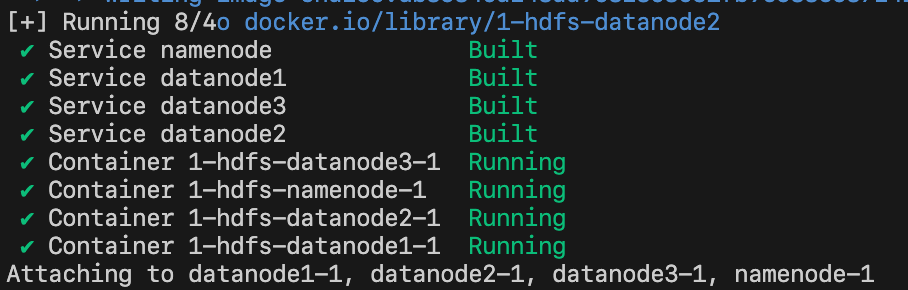 [+] Running 8/4o docker.io/library/1-hdfs-datanode2
✔ Service namenode Built
✔ Service datanode1 Built
✔ Service datanode3 Built
✔ Service datanode2 Built
✔ Container 1-hdfs-datanode3-1 Running
✔ Container 1-hdfs-namenode-1 Running
✔ Container 1-hdfs-datanode2-1 Running
✔ Container 1-hdfs-datanode1-1 Running
Attaching to datanode1-1, datanode2-1, datanode3-1, namenode-1